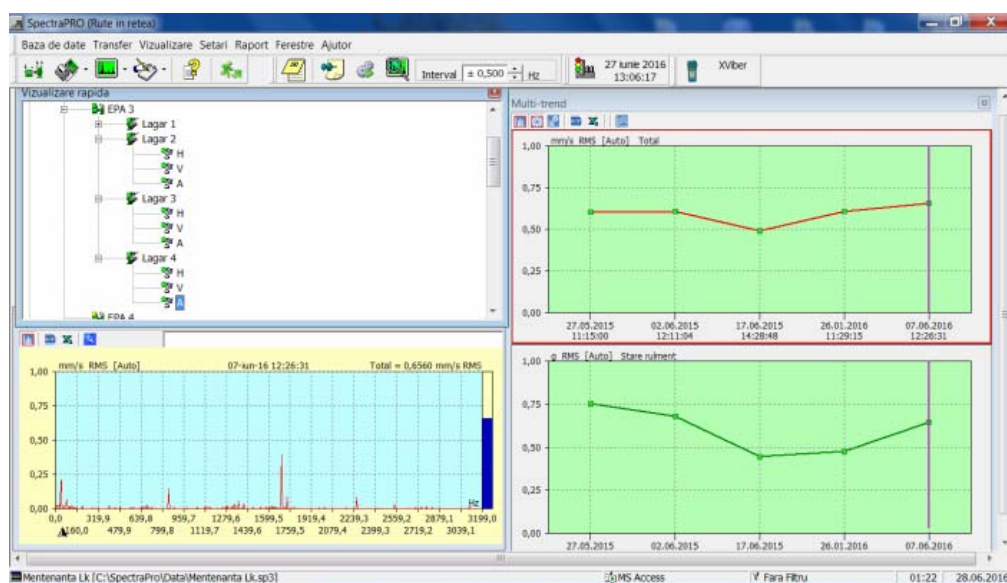 SpectraPRO (Rute in retea)
Baza de date Transfer Vizualizare Setari Raport Ferestre Ajutor
Interval ± 0,500 Hz
27 iunie 2016
13:06:17
XViber
Vizualizare rapida
EPA 3
Lagar 1
Lagar 2
H
V
A
Lagar 3
H
V
A
Lagar 4
H
V
A
EPA 4
mm/s RMS [Auto] 07-iun-16 12:26:31 Total = 0,6560 mm/s RMS
1,00
0,75
0,50
0,25
0,00
Hz
0,0 319,9 639,8 959,7 1279,6 1599,5 1919,4 2239,3 2559,2 2879,1 3199,0
160,0 479,9 799,8 1119,7 1439,6 1759,5 2079,4 2399,3 2719,2 3039,1
Multi-trend
mm/s RMS [Auto] Total
1,00
0,75
0,50
0,25
0,00
27.05.2015 02.06.2015 17.06.2015 26.01.2016 07.06.2016
11:15:00 12:11:04 14:28:48 11:29:15 12:26:31
g RMS [Auto] Stare rulment
1,00
0,75
0,50
0,25
0,00
27.05.2015 02.06.2015 17.06.2015 26.01.2016 07.06.2016
Mentenanta Lk [C:\SpectraPro\Data\Mentenanta Lk.sp3] MS Access Fara Filtru 01:22 28.06.2016